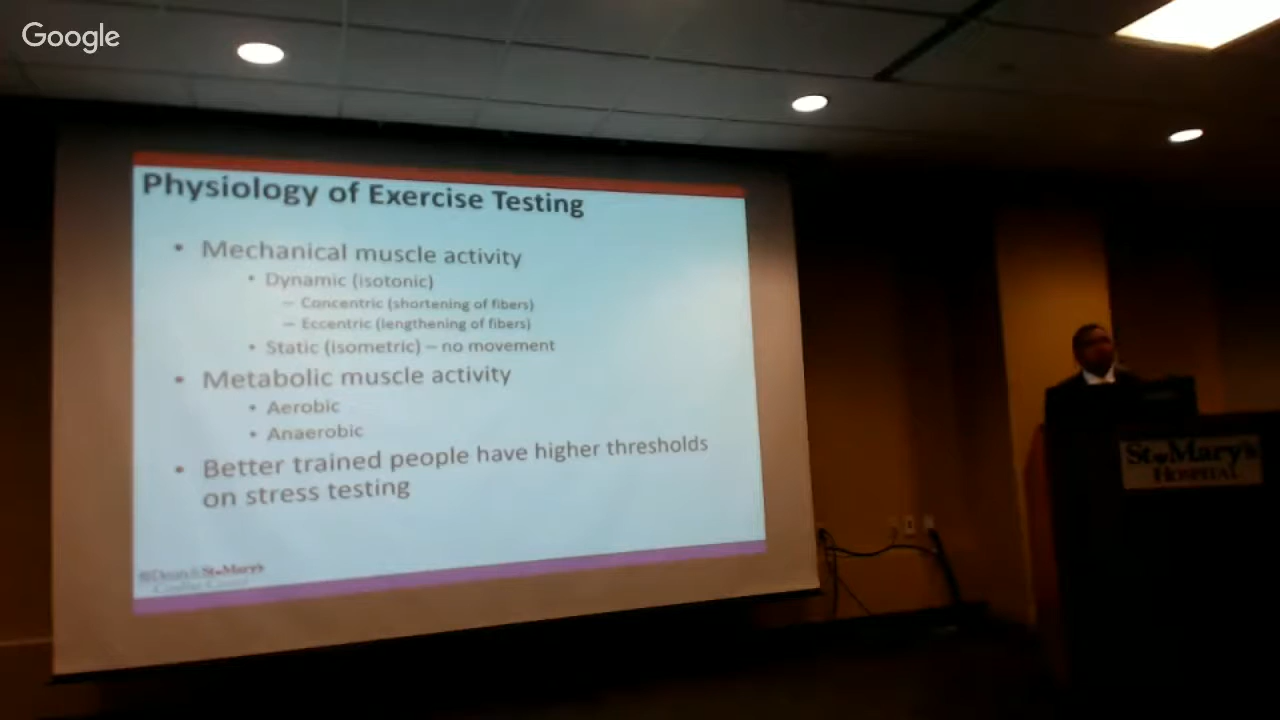 Google
Physiology of Exercise Testing
• Mechanical muscle activity
• Dynamic (isotonic)
– Concentric (shortening of fibers)
– Eccentric (lengthening of fibers)
• Static (isometric) – no movement
• Metabolic muscle activity
• Aerobic
• Anaerobic
• Better trained people have higher thresholds
on stress testing
St Mary's
St Mary's
HOSPITAL